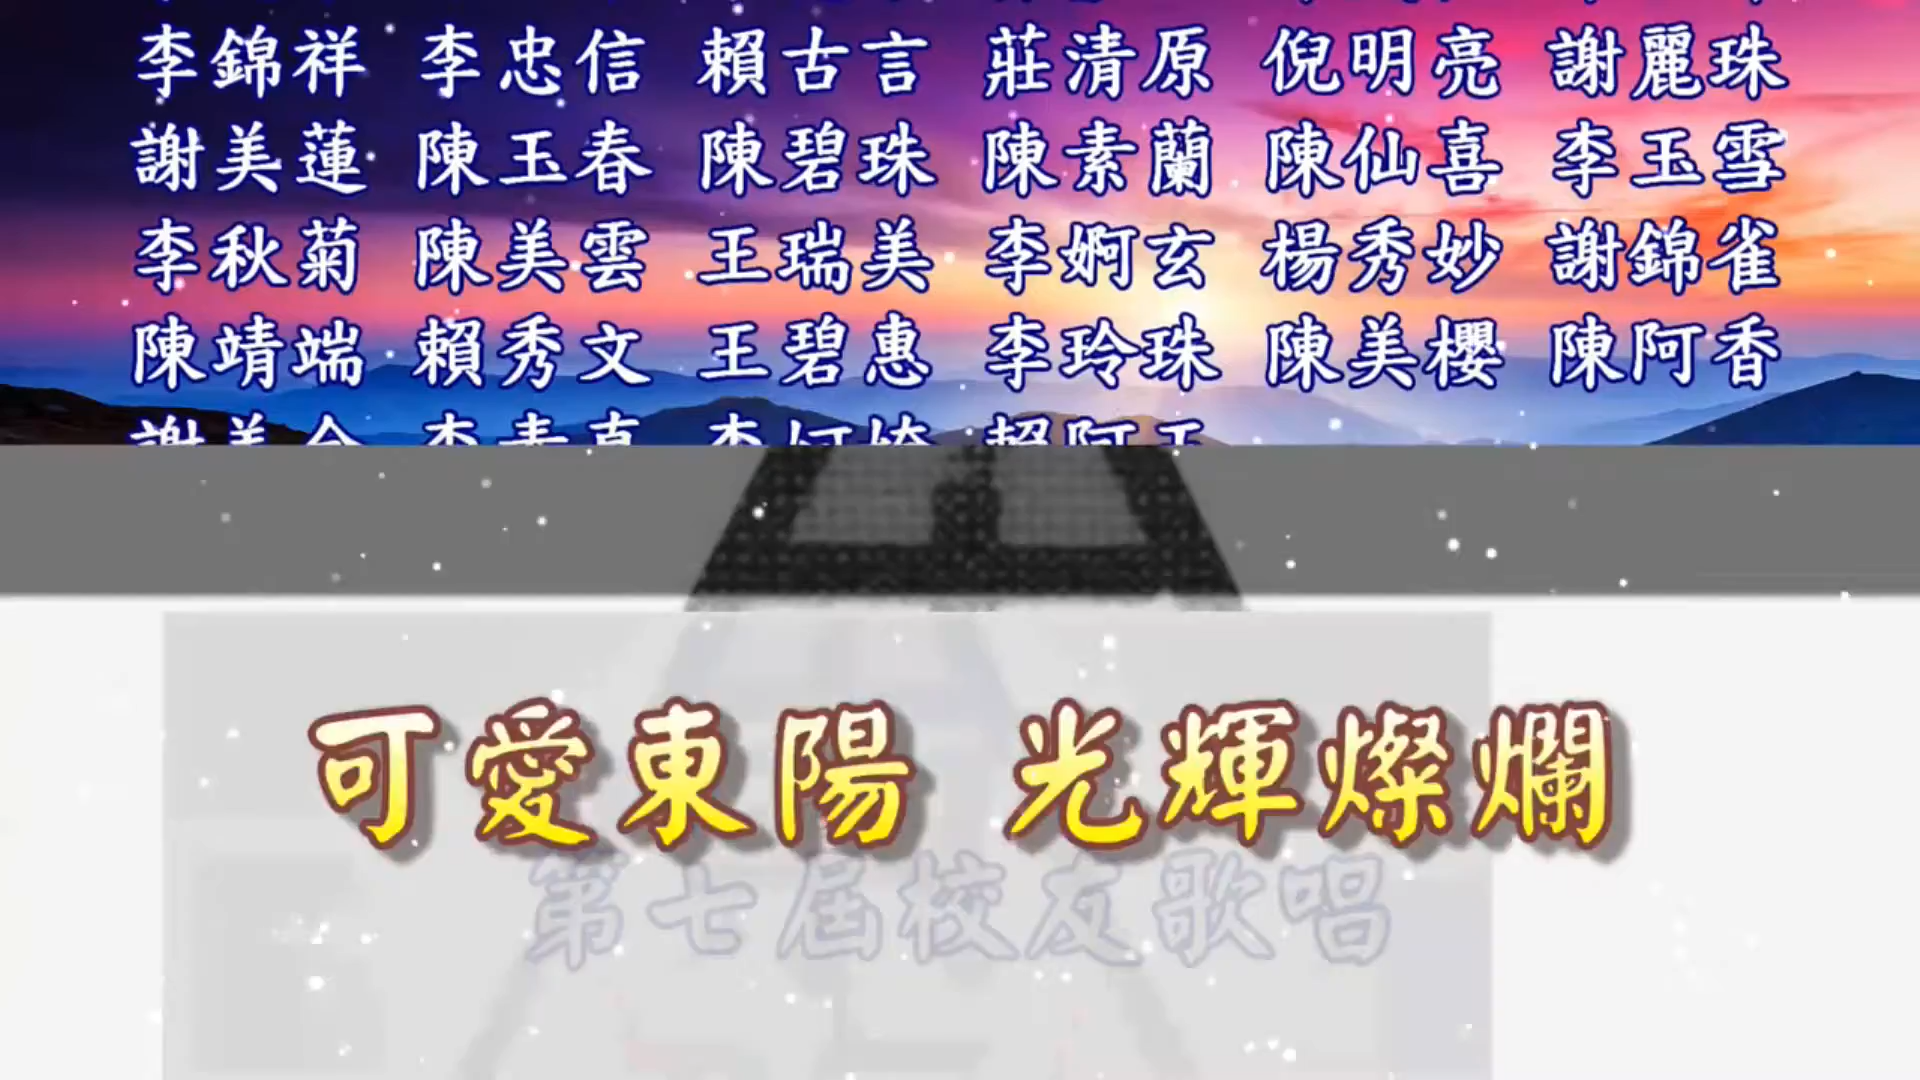 李錦祥 李忠信 賴古言 莊清原 倪明亮 謝麗珠
謝美蓮 陳玉春 陳碧珠 陳素蘭 陳仙喜 李玉雪
李秋菊 陳美雲 王瑞美 李婀玄 楊秀妙 謝錦雀
陳靖端 賴秀文 王碧惠 李玲珠 陳美櫻 陳阿香
可愛東陽 光輝燦爛
第七屆校友歌唱